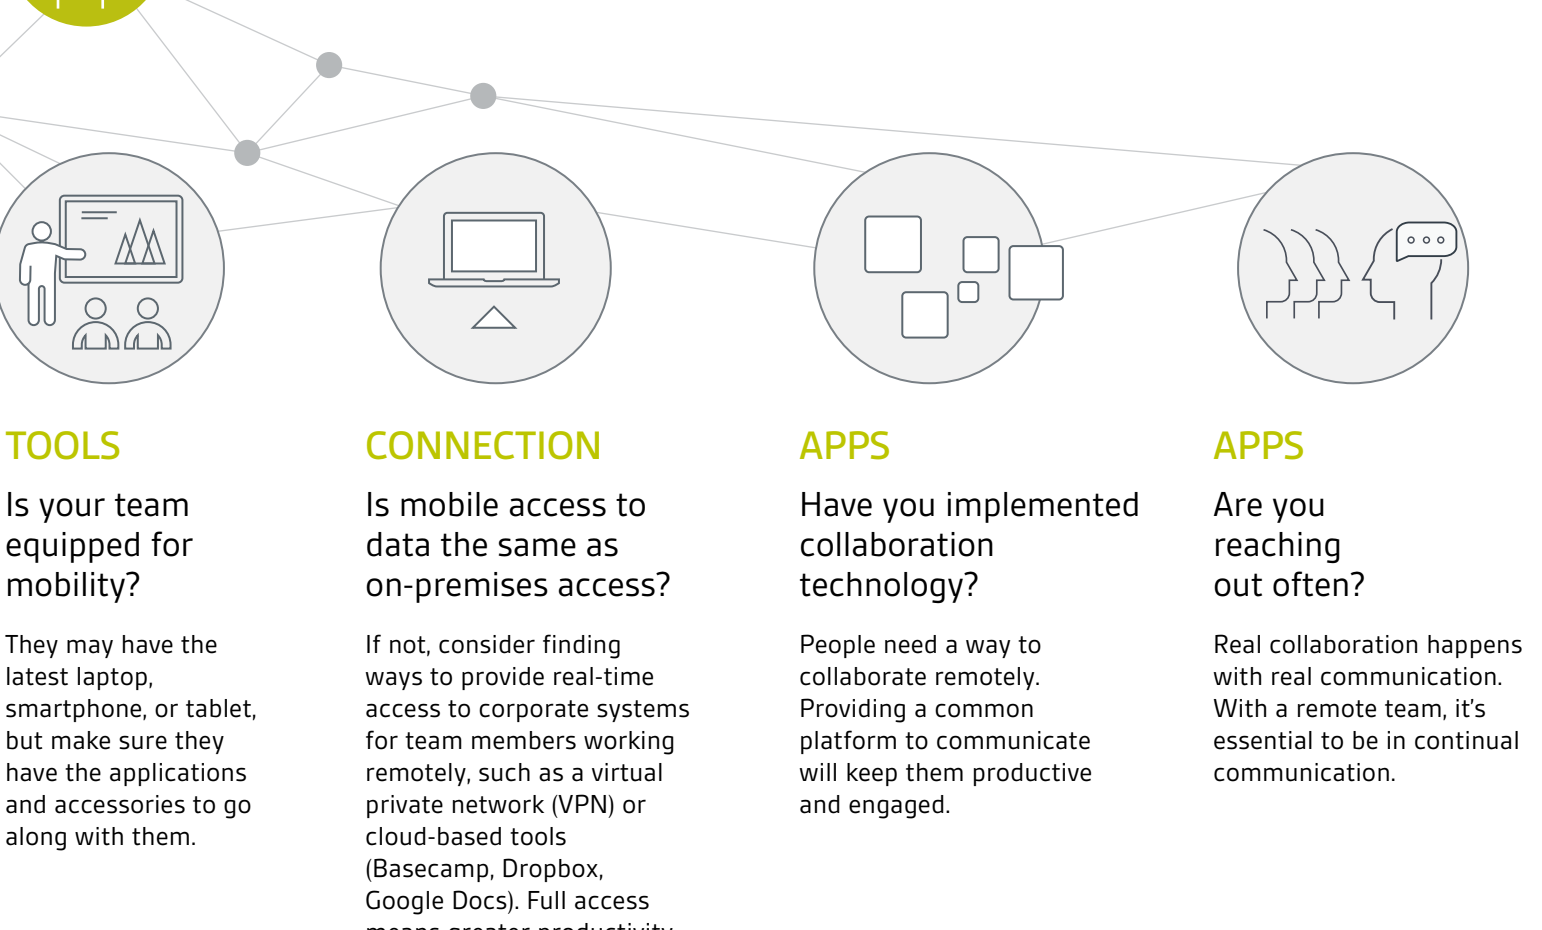 TOOLS
Is your team
equipped for
mobility?
They may have the
latest laptop,
smartphone, or tablet,
but make sure they
have the applications
and accessories to go
along with them.
CONNECTION
Is mobile access to
data the same as
on-premises access?
If not, consider finding
ways to provide real-time
access to corporate systems
for team members working
remotely, such as a virtual
private network (VPN) or
cloud-based tools
(Basecamp, Dropbox,
Google Docs). Full access
means greater productivity
APPS
Have you implemented
collaboration
technology?
People need a way to
collaborate remotely.
Providing a common
platform to communicate
will keep them productive
and engaged.
APPS
Are you
reaching
out often?
Real collaboration happens
with real communication.
With a remote team, it's
essential to be in continual
communication.